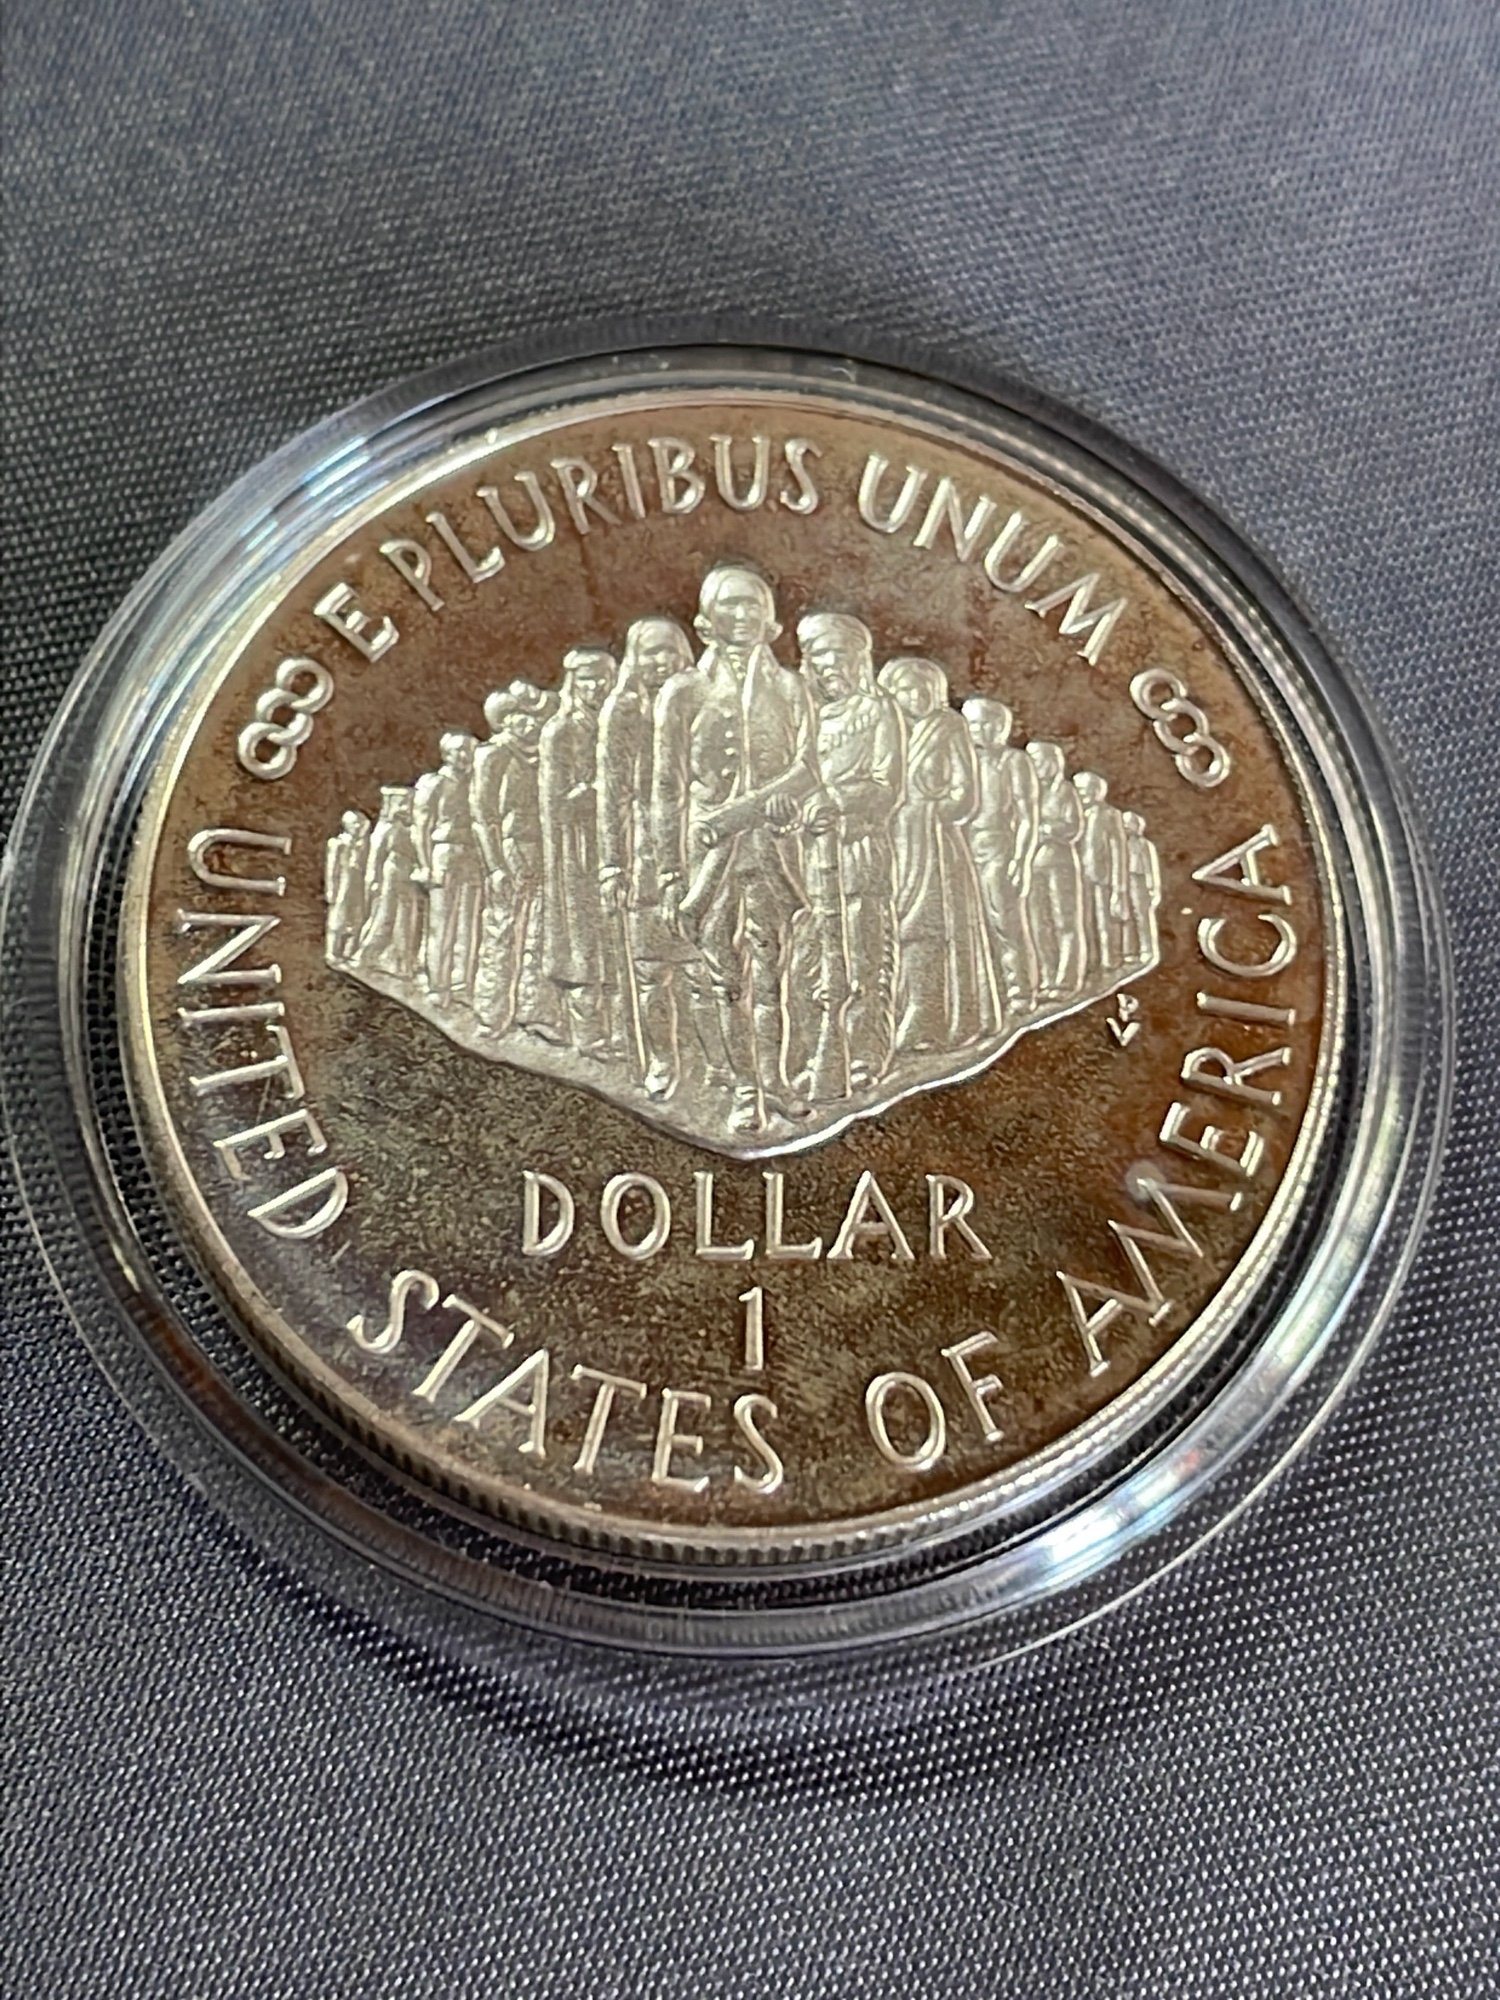 E PLURIBUS UNUM
DOLLAR
1
UNITED STATES OF AMERICA